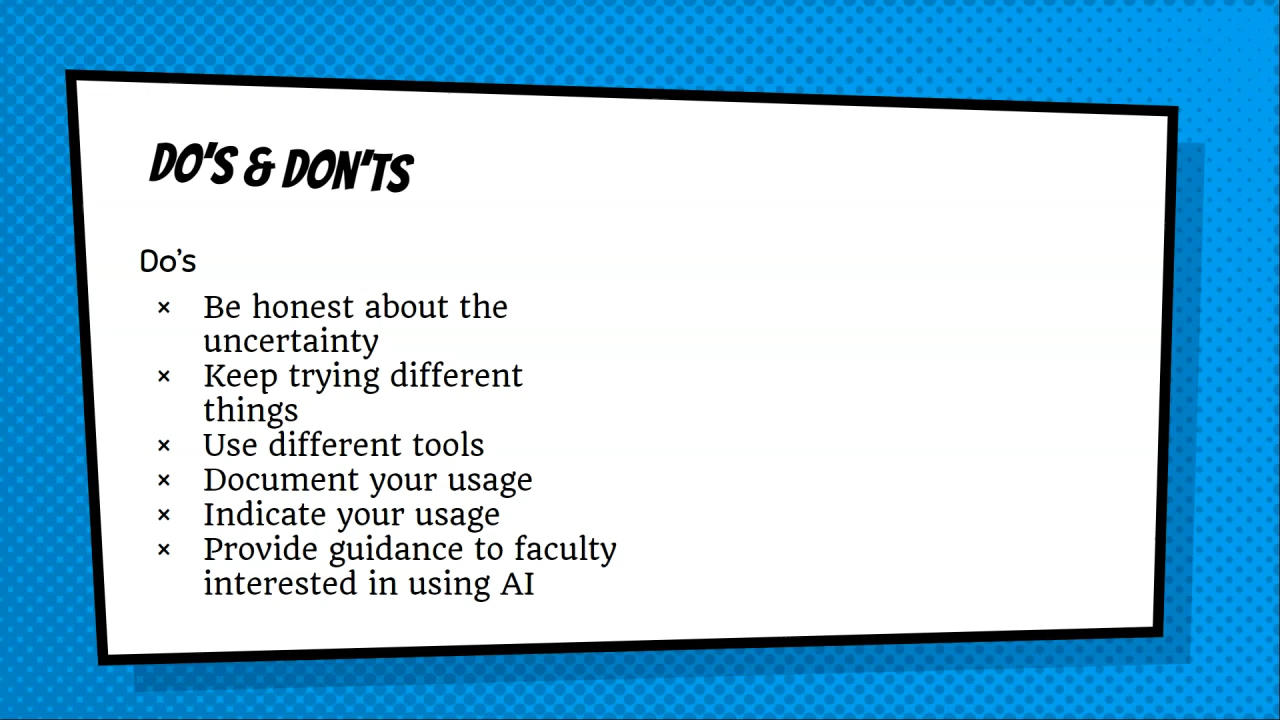 DO'S & DON'TS
Do's
× Be honest about the
uncertainty
× Keep trying different
things
× Use different tools
× Document your usage
× Indicate your usage
× Provide guidance to faculty
interested in using AI